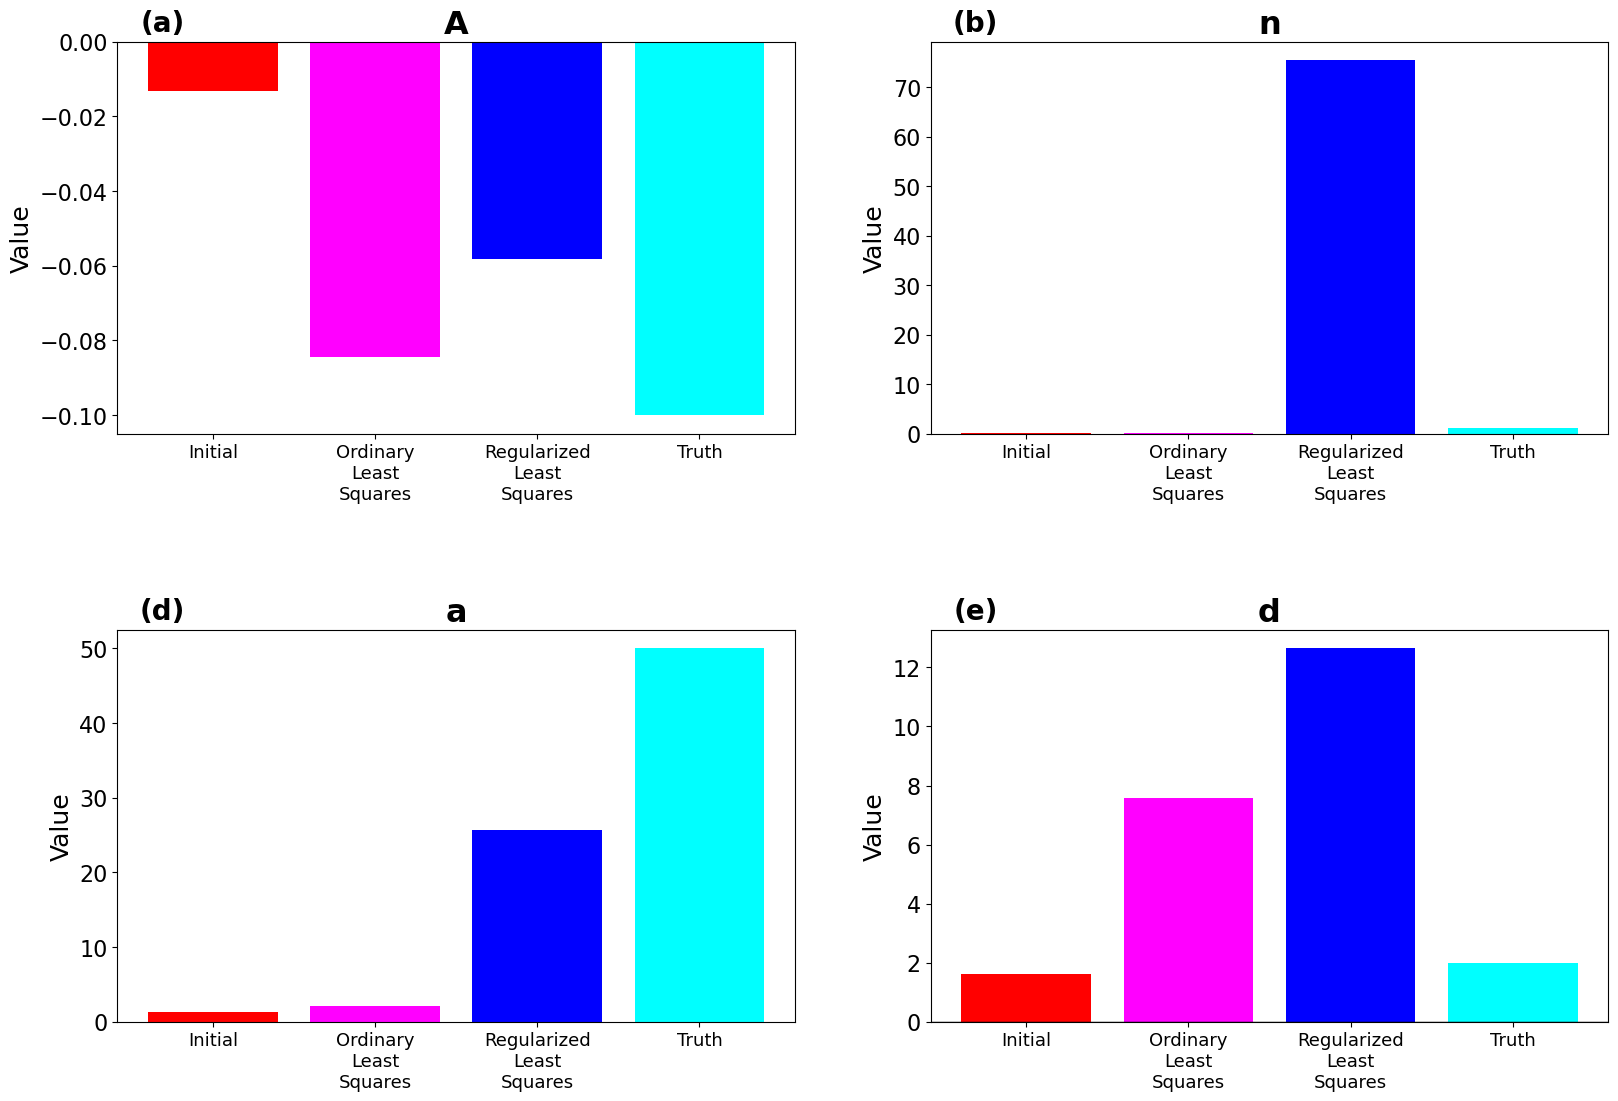 (a) A
0.00
−0.02
−0.04
−0.06
−0.08
−0.10
Value
Initial
Ordinary
Least
Squares
Regularized
Least
Squares
Truth
(b) n
70
60
50
40
30
20
10
0
Value
Initial
Ordinary
Least
Squares
Regularized
Least
Squares
Truth
(d) a
50
40
30
20
10
0
Value
Initial
Ordinary
Least
Squares
Regularized
Least
Squares
Truth
(e) d
12
10
8
6
4
2
0
Value
Initial
Ordinary
Least
Squares
Regularized
Least
Squares
Truth